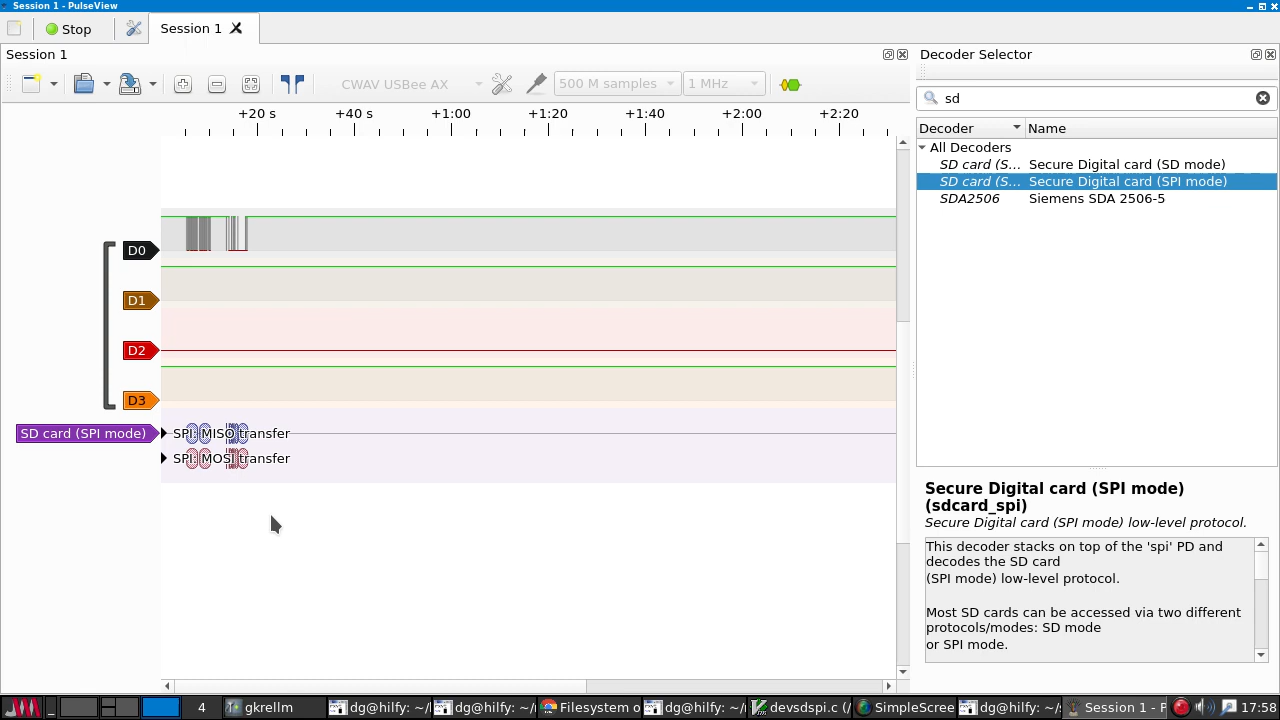 Session 1 - PulseView
Stop
Session 1
Session 1
Decoder Selector
CWAV USBee AX
500 M samples
1 MHz
sd
+20 s
+40 s
+1:00
+1:20
+1:40
+2:00
+2:20
Decoder
Name
All Decoders
SD card (S... Secure Digital card (SD mode)
SD card (S... Secure Digital card (SPI mode)
SDA2506 Siemens SDA 2506-5
D0
D1
D2
D3
SD card (SPI mode)
SPI: MISO transfer
SPI: MOSI transfer
Secure Digital card (SPI mode)
(sdcard_spi)
Secure Digital card (SPI mode) low-level protocol.
This decoder stacks on top of the 'spi' PD and
decodes the SD card
(SPI mode) low-level protocol.
Most SD cards can be accessed via two different
protocols/modes: SD mode
or SPI mode.
4
gkrellm
dg@hilfy: ~/
dg@hilfy: ~/
Filesystem o
dg@hilfy: ~/
devsdspi.c (/
SimpleScree
dg@hilfy: ~/
Session 1 - P
17:58